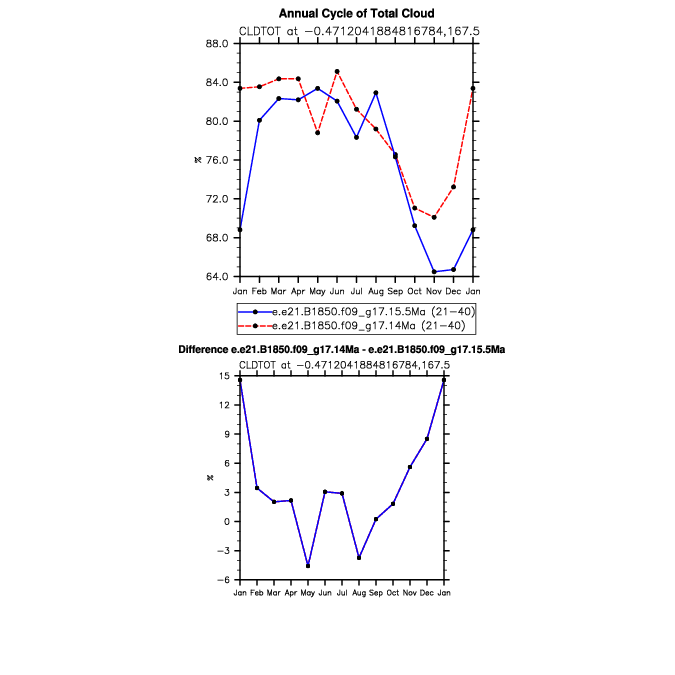 Annual Cycle of Total Cloud
CLDTOT at −0.471204188481678​4,167.5
88.0
84.0
80.0
76.0
72.0
68.0
64.0
%
Jan Feb Mar Apr May Jun Jul Aug Sep Oct Nov Dec Jan
e.e21.B1850.f09_g17.15.5Ma (21−40)
e.e21.B1850.f09_g17.14Ma (21−40)
Difference e.e21.B1850.f09_g17.14Ma - e.e21.B1850.f09_g17.15.5Ma
CLDTOT at −0.4712041884816784,167.5
15
12
9
6
3
0
−3
−6
%
Jan Feb Mar Apr May Jun Jul Aug Sep Oct Nov Dec Jan